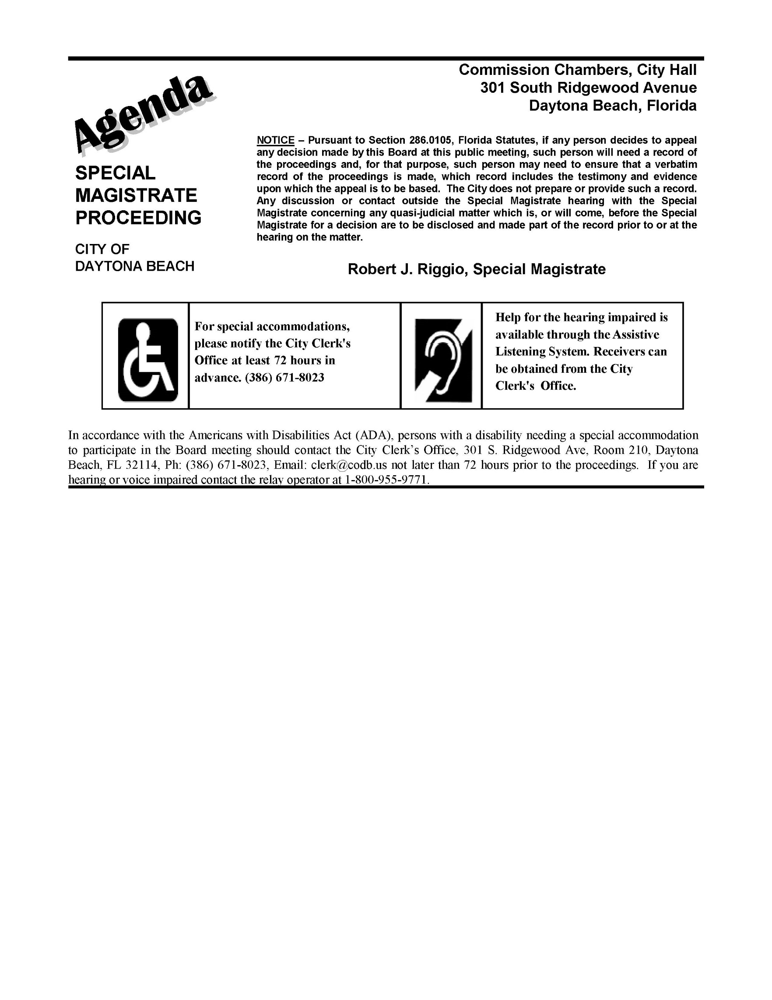 Agenda
SPECIAL
MAGISTRATE
PROCEEDING
CITY OF
DAYTONA BEACH
Commission Chambers, City Hall
301 South Ridgewood Avenue
Daytona Beach, Florida
NOTICE – Pursuant to Section 286.0105, Florida Statutes, if any person decides to appeal
any decision made by this Board at this public meeting, such person will need a record of
the proceedings and, for that purpose, such person may need to ensure that a verbatim
record of the proceedings is made, which record includes the testimony and evidence
upon which the appeal is to be based.  The City does not prepare or provide such a record.
Any discussion or contact outside the Special Magistrate hearing with the Special
Magistrate concerning any quasi-judicial matter which is, or will come, before the Special
Magistrate for a decision are to be disclosed and made part of the record prior to or at the
hearing on the matter.
Robert J. Riggio, Special Magistrate
For special accommodations,
please notify the City Clerk's
Office at least 72 hours in
advance. (386) 671-8023
Help for the hearing impaired is
available through the Assistive
Listening System. Receivers can
be obtained from the City
Clerk's  Office.
In accordance with the Americans with Disabilities Act (ADA), persons with a disability needing a special accommodation
to participate in the Board meeting should contact the City Clerk’s Office, 301 S. Ridgewood Ave, Room 210, Daytona
Beach, FL 32114, Ph: (386) 671-8023, Email: clerk@codb.us not later than 72 hours prior to the proceedings.  If you are
hearing or voice impaired contact the relay operator at 1-800-955-9771.